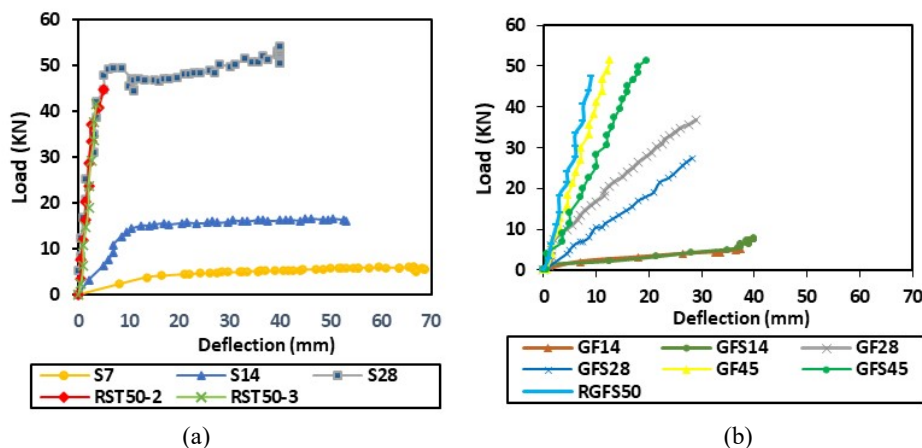 60
50
40
30
20
10
0
Load (KN)
0 10 20 30 40 50 60 70
Deflection (mm)
S7 S14 S28
RST50-2 RST50-3
(a)
60
50
40
30
20
10
0
Load (KN)
0 10 20 30 40 50 60
Deflection (mm)
GF14 GFS14 GF28
GFS28 GF45 GFS45
RGFS50
(b)